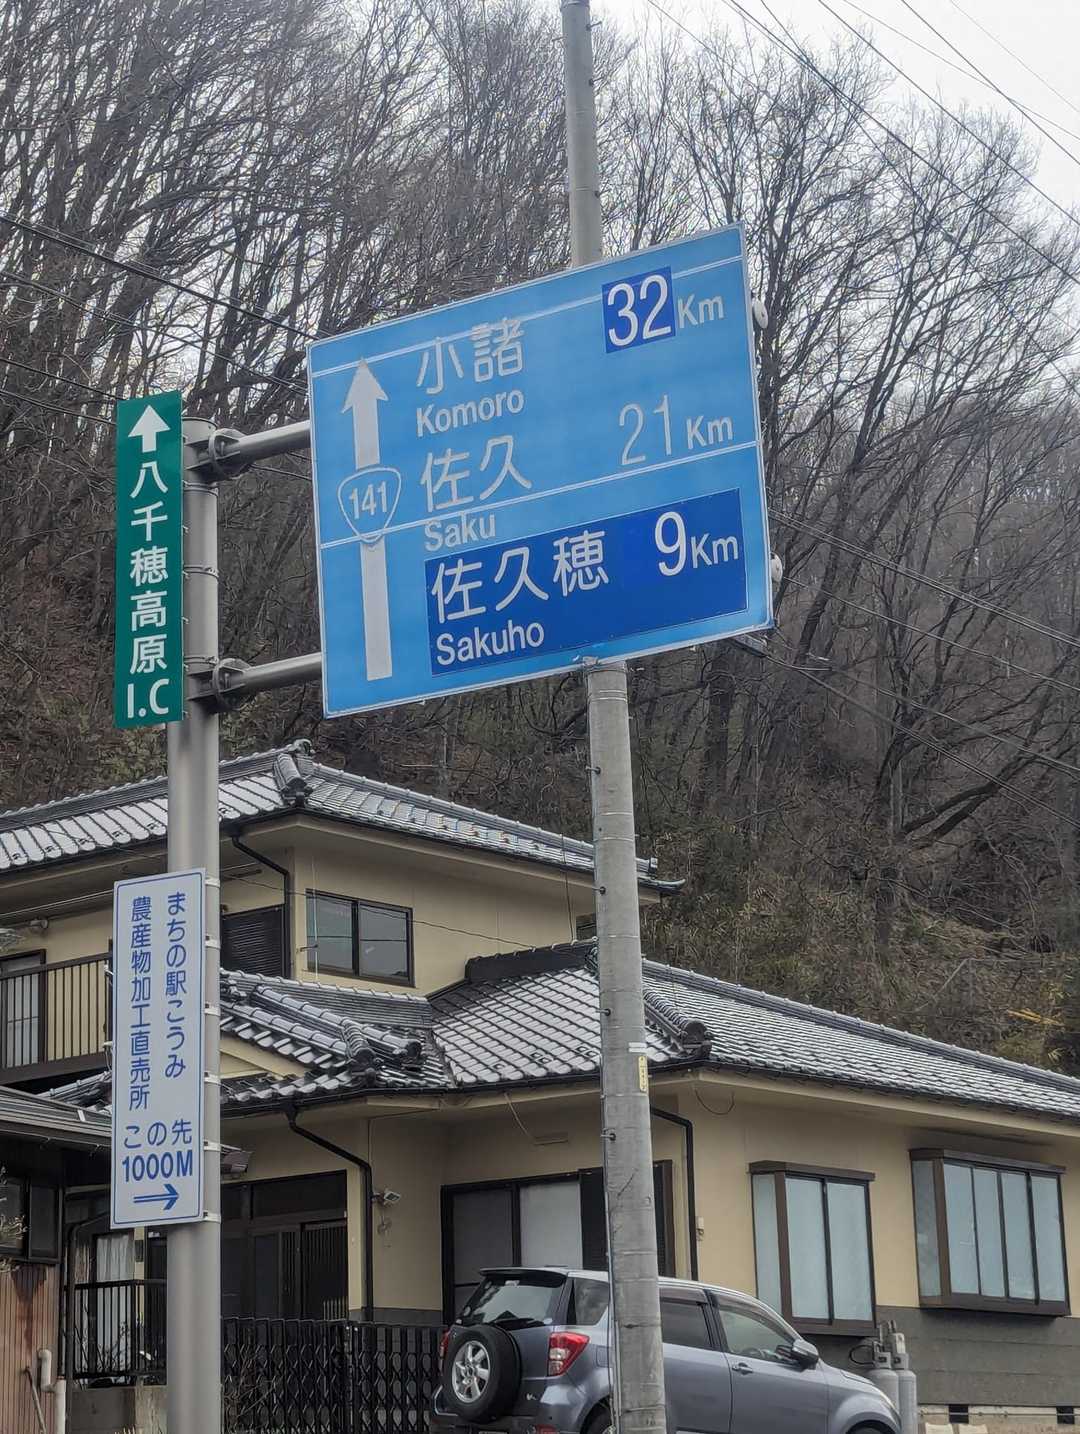 小諸 32Km
Komoro
佐久 21Km
Saku
佐久穂 9Km
Sakuho
141
八千穂高原I.C
まちの駅こうみ
農産物加工直売所
この先
1000M